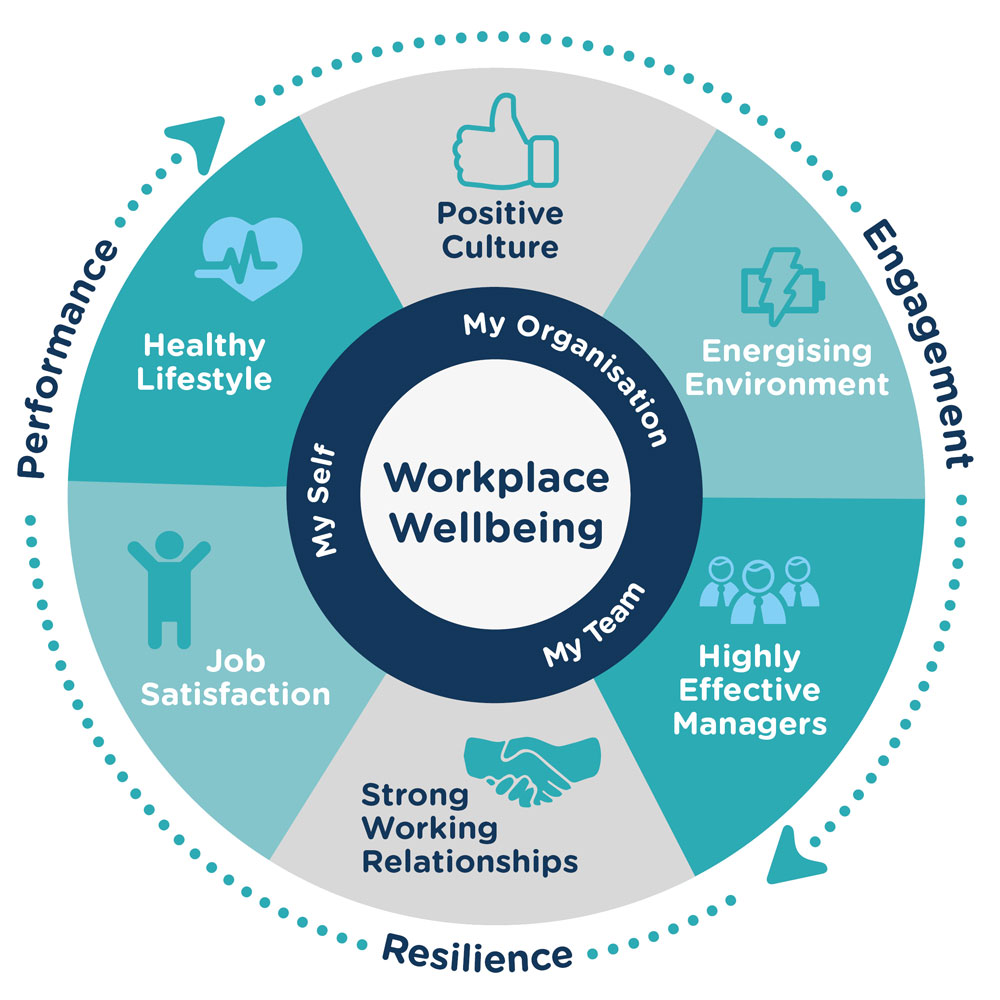 Positive
Culture
Performance
Engagement
Healthy
Lifestyle
Energising
Environment
My Organisation
My Self
Workplace
Wellbeing
My Team
Job
Satisfaction
Highly
Effective
Managers
Strong
Working
Relationships
Resilience